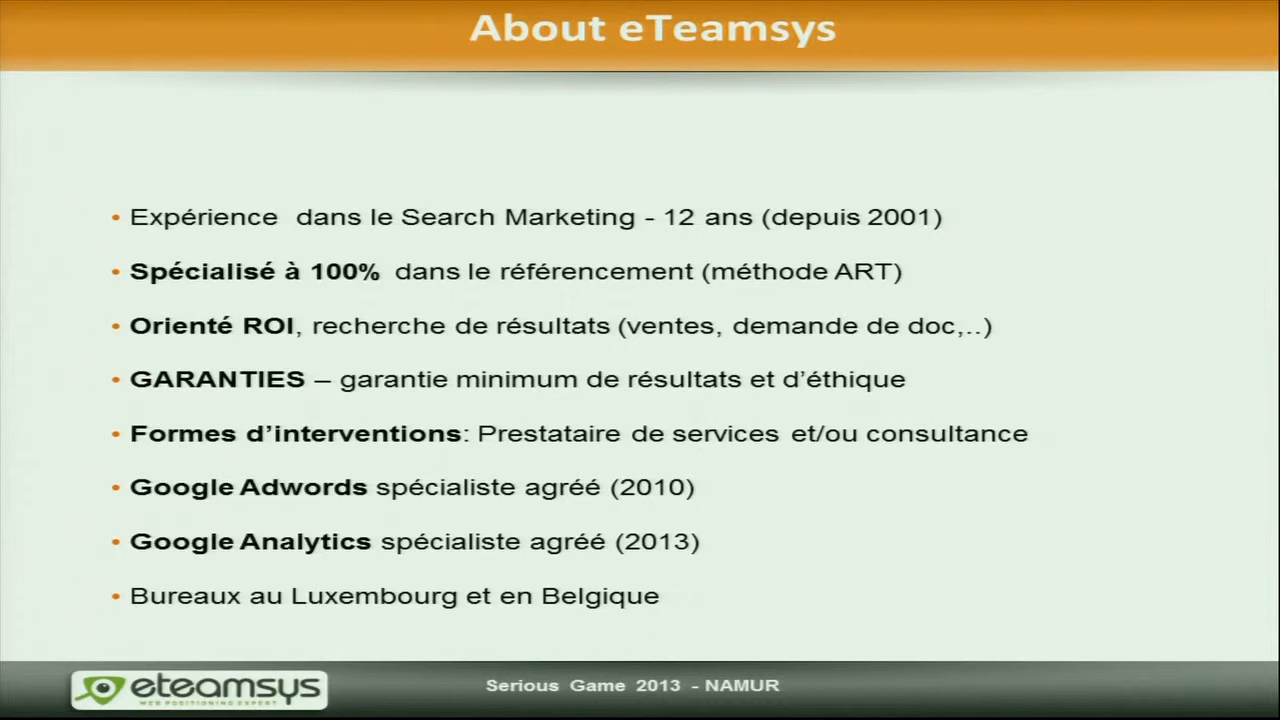 About eTeamsys
• Expérience dans le Search Marketing - 12 ans (depuis 2001)
• Spécialisé à 100% dans le référencement (méthode ART)
• Orienté ROI, recherche de résultats (ventes, demande de doc,..)
• GARANTIES – garantie minimum de résultats et d’éthique
• Formes d’interventions: Prestataire de services et/ou consultance
• Google Adwords spécialiste agréé (2010)
• Google Analytics spécialiste agréé (2013)
• Bureaux au Luxembourg et en Belgique
eteamsys
WEB POSITIONING EXPERT
Serious Game 2013 - NAMUR